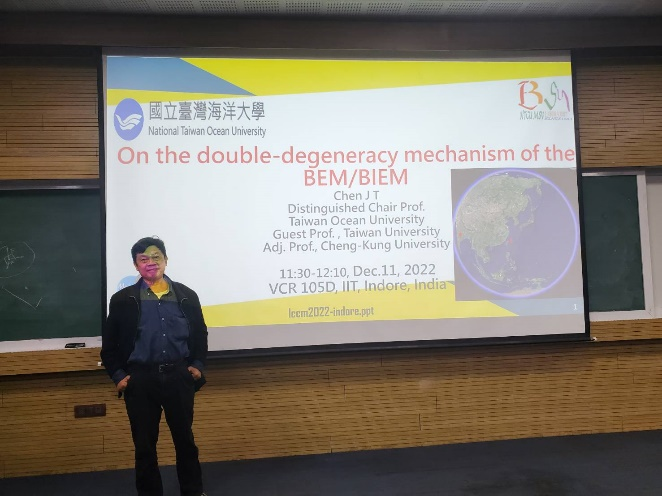 國立臺灣海洋大學
National Taiwan Ocean University
On the double-degeneracy mechanism of the
BEM/BIEM
Chen J T
Distinguished Chair Prof.
Taiwan Ocean University
Guest Prof. , Taiwan University
Adj. Prof., Cheng-Kung University
11:30-12:10, Dec.11, 2022
VCR 105D, IIT, Indore, India
Iccm2022-indore.ppt
1